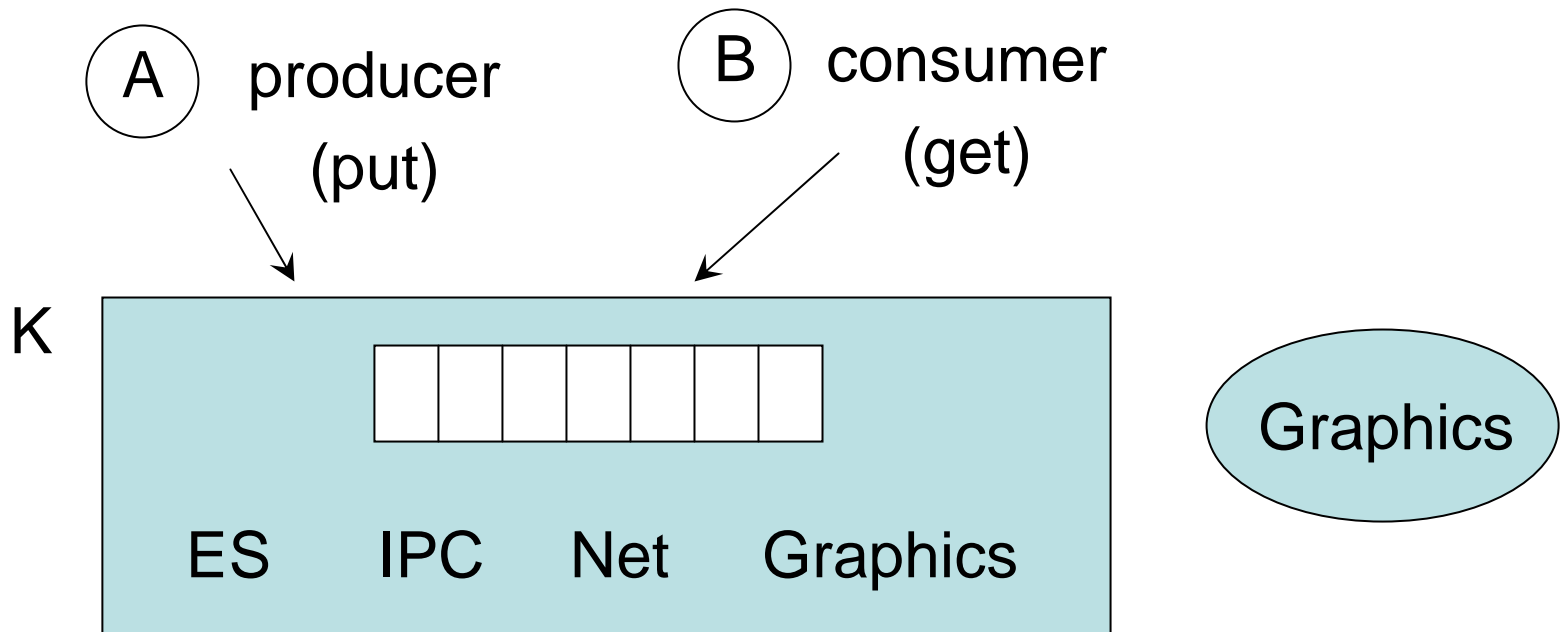 A producer
(put)
B consumer
(get)
K
Graphics
ES IPC Net Graphics